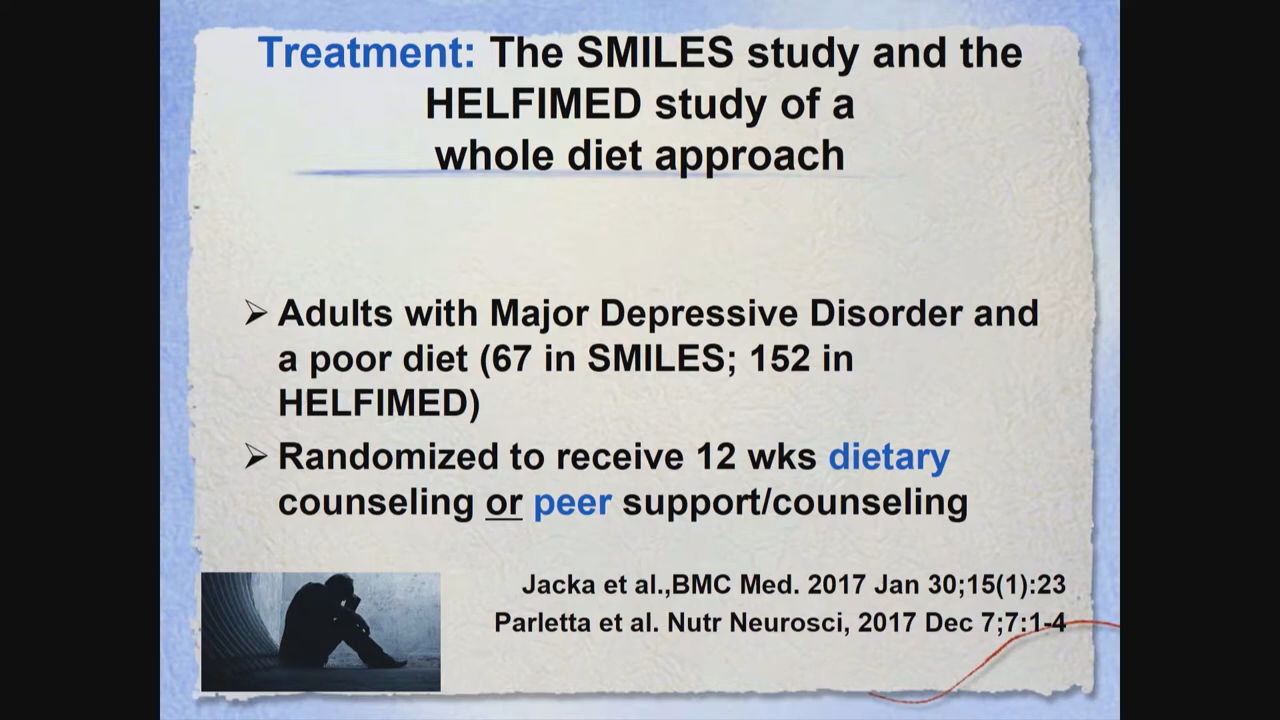 Treatment: The SMILES study and the
HELFIMED study of a
whole diet approach
Adults with Major Depressive Disorder and
a poor diet (67 in SMILES; 152 in
HELFIMED)
Randomized to receive 12 wks dietary
counseling or peer support/counseling
Jacka et al.,BMC Med. 2017 Jan 30;15(1):23
Parletta et al. Nutr Neurosci, 2017 Dec 7;7:1-4